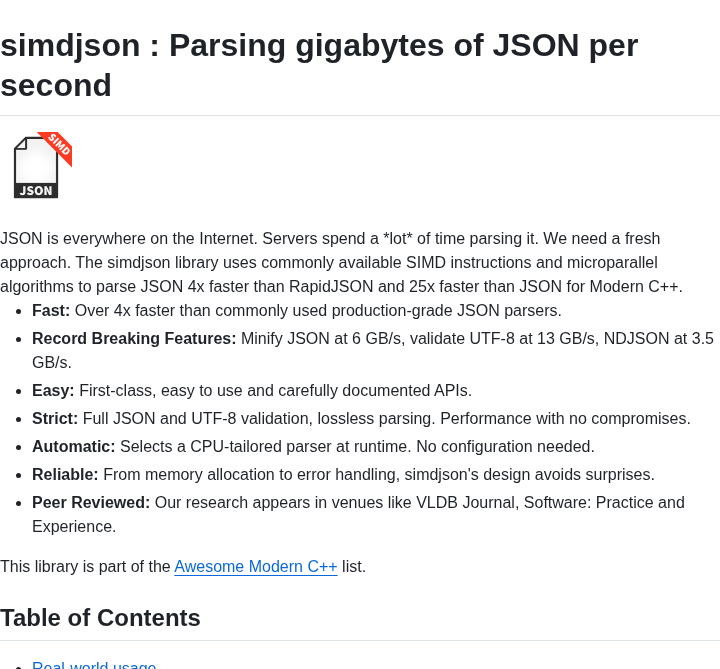 simdjson : Parsing gigabytes of JSON per
second
SIMD
JSON
JSON is everywhere on the Internet. Servers spend a *lot* of time parsing it. We need a fresh
approach. The simdjson library uses commonly available SIMD instructions and microparallel
algorithms to parse JSON 4x faster than RapidJSON and 25x faster than JSON for Modern C++.
• Fast: Over 4x faster than commonly used production-grade JSON parsers.
• Record Breaking Features: Minify JSON at 6 GB/s, validate UTF-8 at 13 GB/s, NDJSON at 3.5
GB/s.
• Easy: First-class, easy to use and carefully documented APIs.
• Strict: Full JSON and UTF-8 validation, lossless parsing. Performance with no compromises.
• Automatic: Selects a CPU-tailored parser at runtime. No configuration needed.
• Reliable: From memory allocation to error handling, simdjson's design avoids surprises.
• Peer Reviewed: Our research appears in venues like VLDB Journal, Software: Practice and
Experience.
This library is part of the Awesome Modern C++ list.
Table of Contents
• Real-world usage